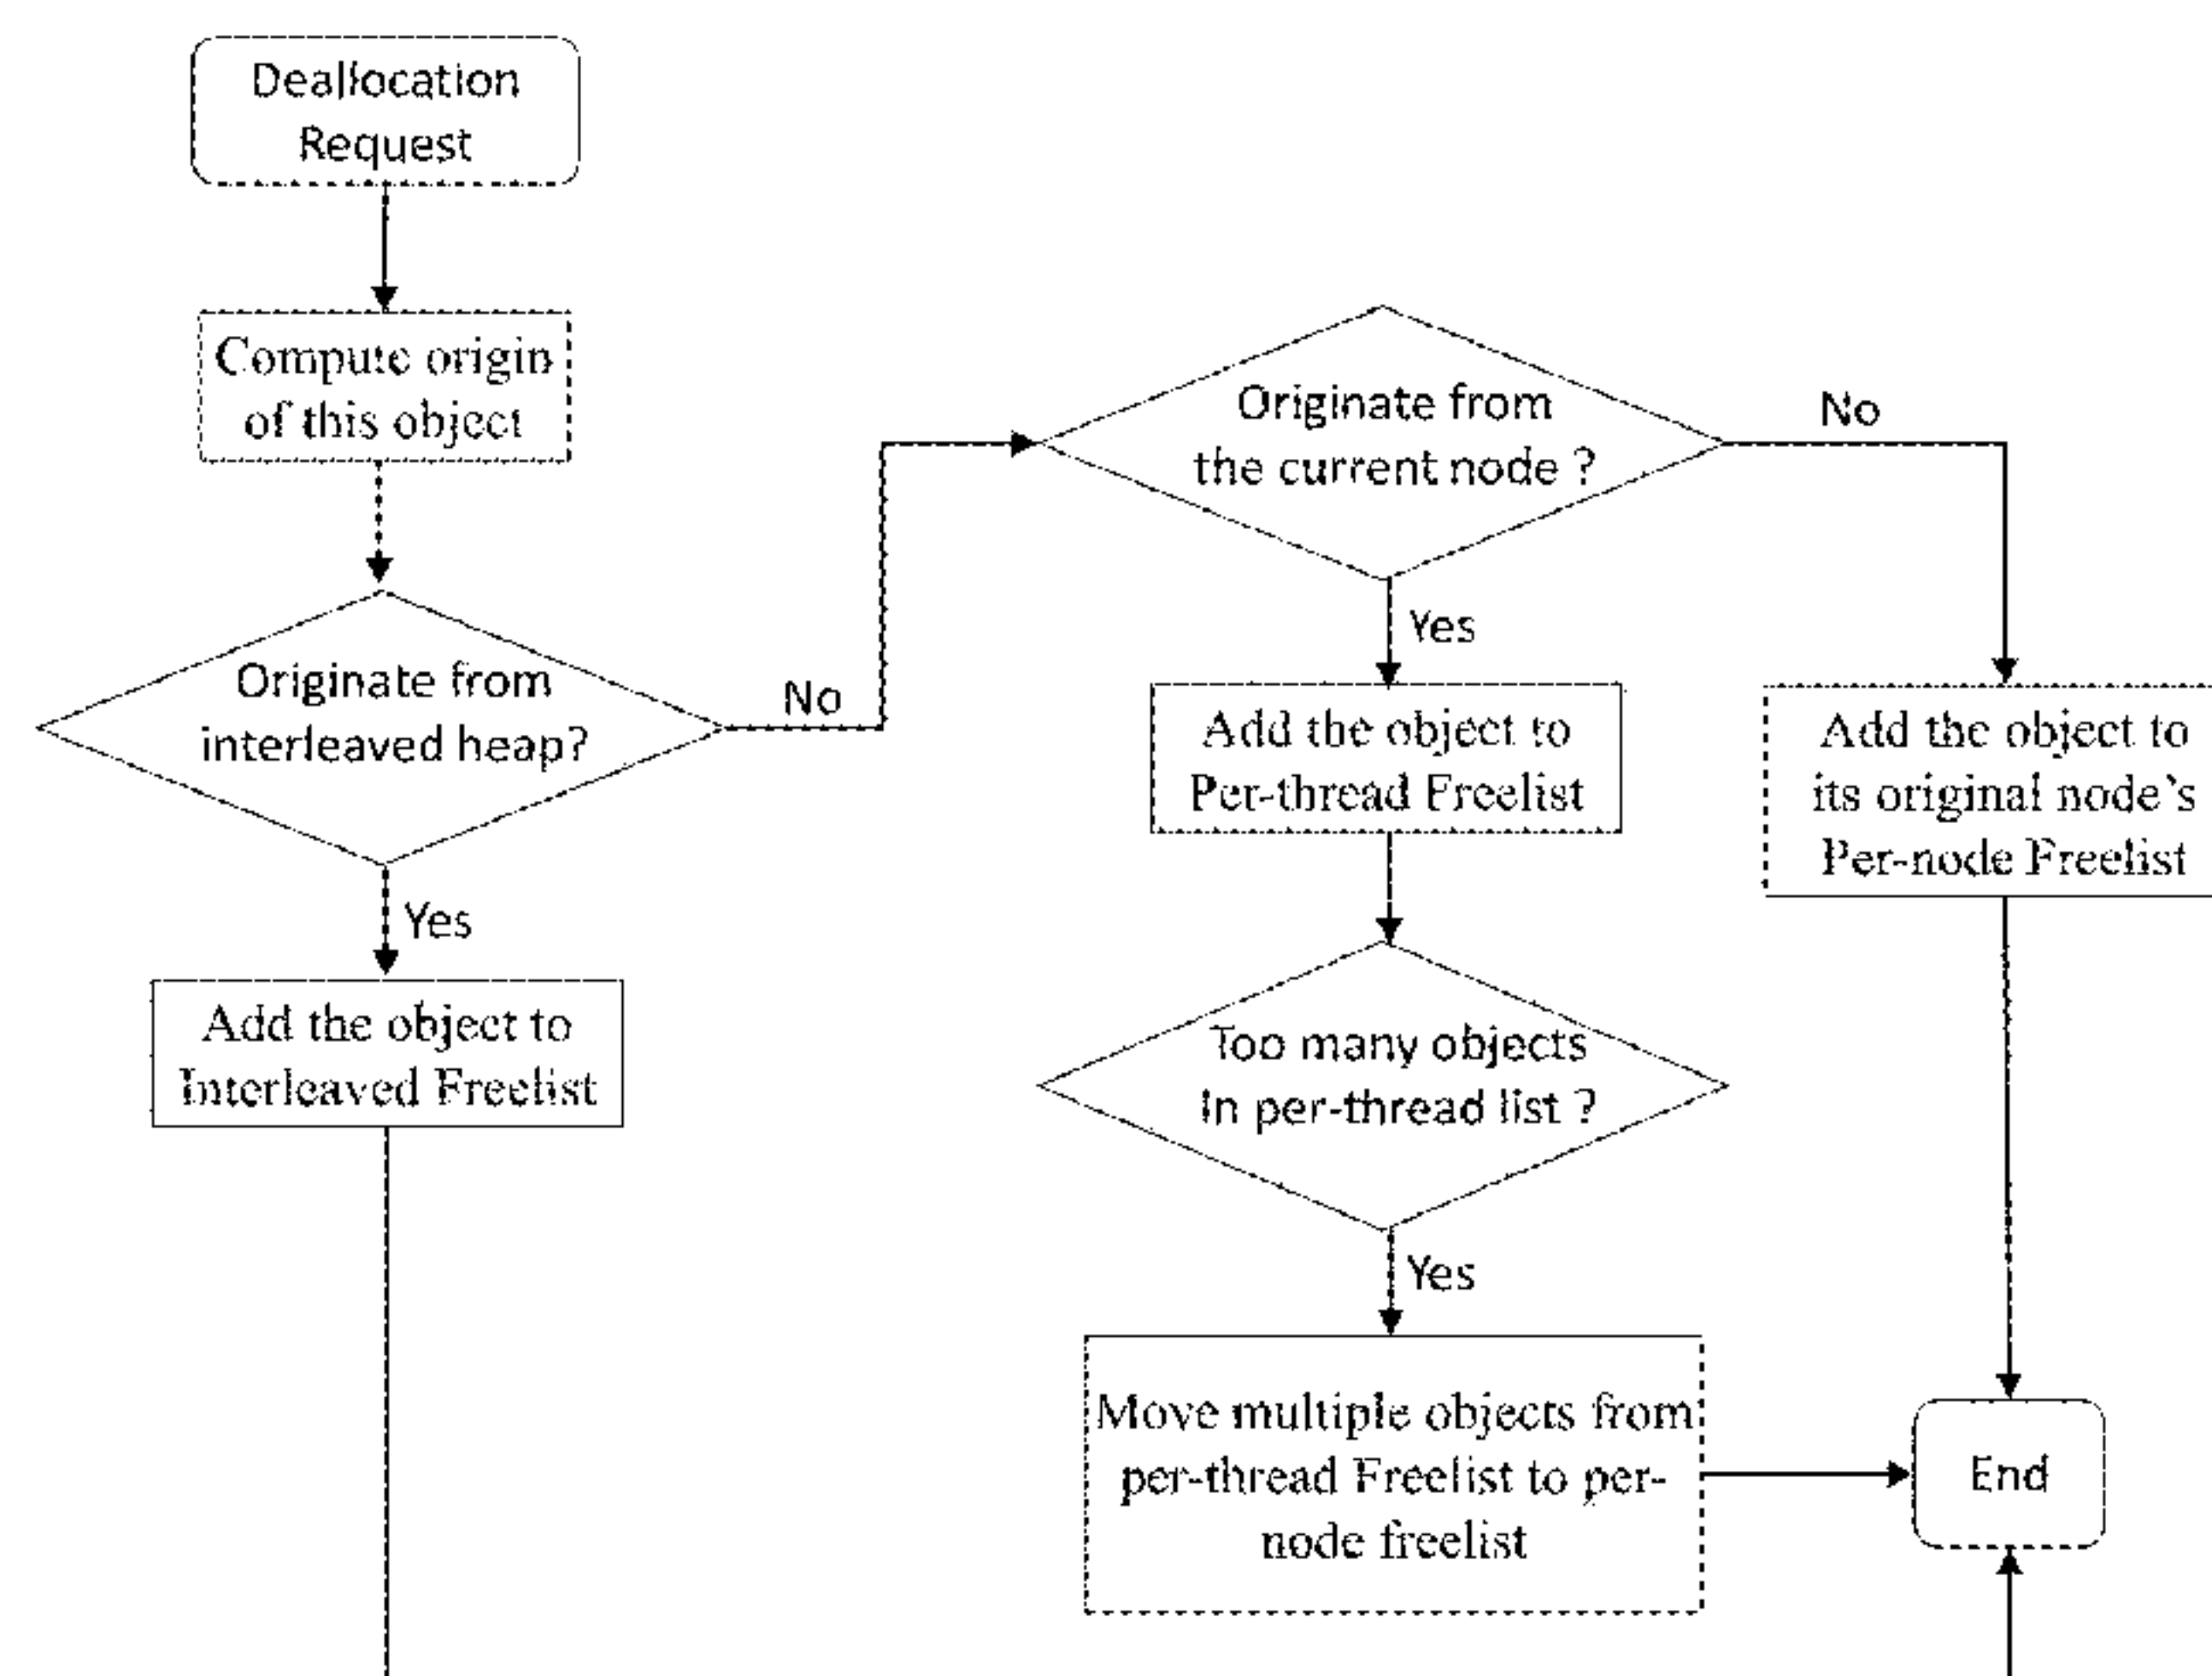 Deallocation
Request
Compute origin
of this object
Originate from
interleaved heap?
No
Yes
Add the object to
Interleaved Freelist
Originate from
the current node ?
No
Yes
Add the object to
Per-thread Freelist
Add the object to
its original node's
Per-node Freelist
Too many objects
In per-thread list ?
Yes
Move multiple objects from
per-thread Freelist to per-
node freelist
End